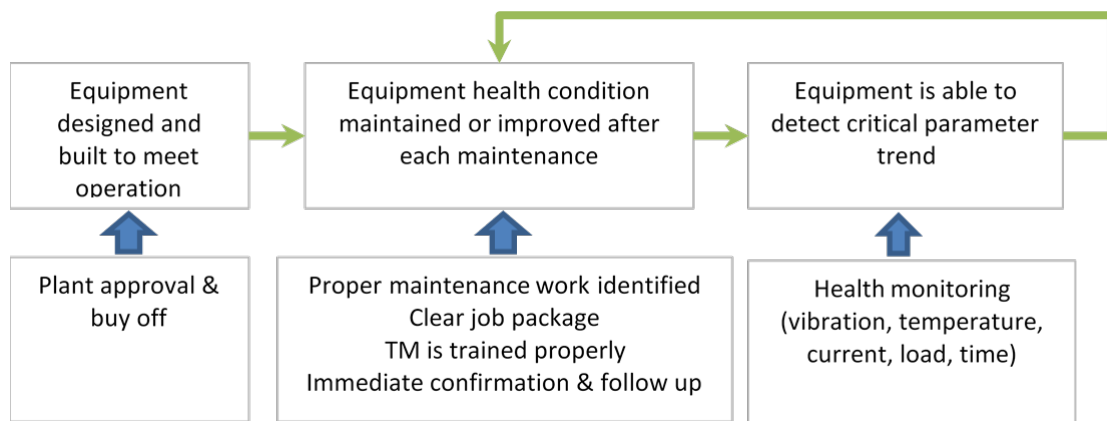 Equipment
designed and
built to meet
operation
Equipment health condition
maintained or improved after
each maintenance
Equipment is able to
detect critical parameter
trend
Plant approval &
buy off
Proper maintenance work identified
Clear job package
TM is trained properly
Immediate confirmation & follow up
Health monitoring
(vibration, temperature,
current, load, time)